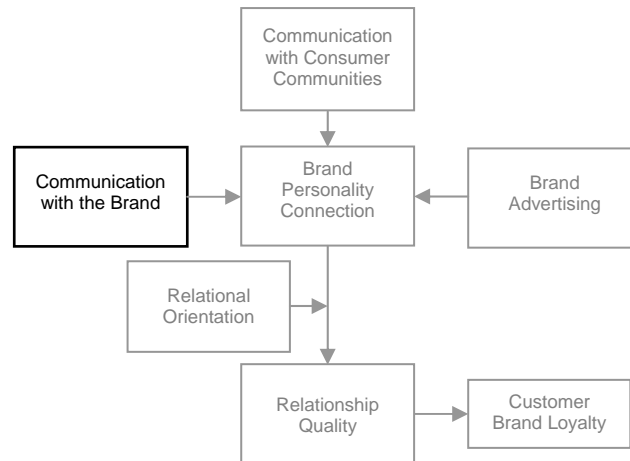 Communication
with Consumer
Communities
Communication
with the Brand
Brand
Personality
Connection
Brand
Advertising
Relational
Orientation
Relationship
Quality
Customer
Brand Loyalty